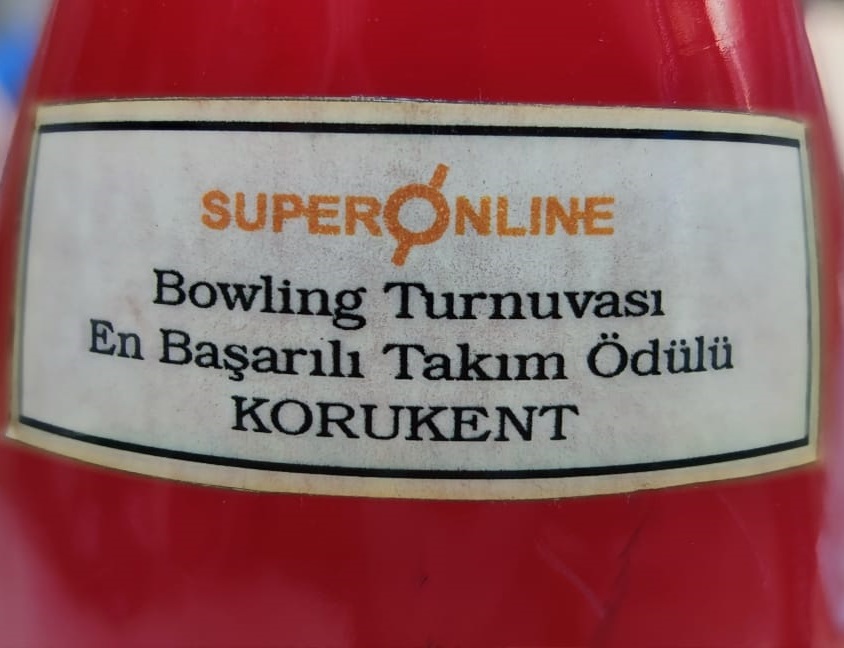 SUPERONLINE
Bowling Turnuvası
En Başarılı Takım Ödülü
KORUKENT